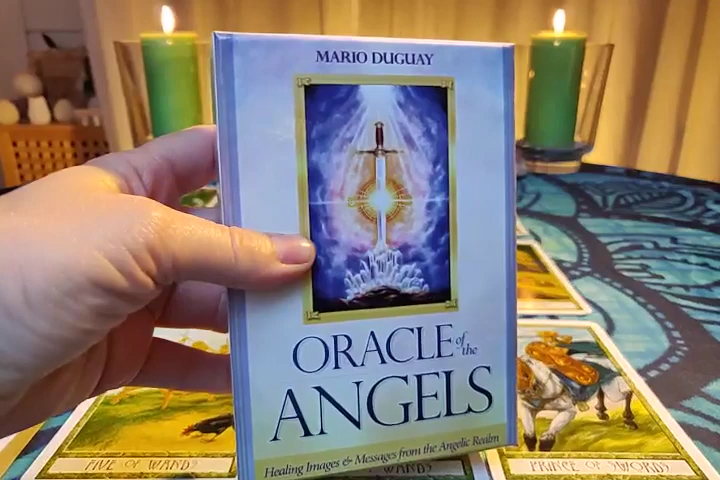 MARIO DUGUAY
ORACLE of the
ANGELS
Healing Images & Messages from the Angelic Realm
FIVE OF WANDS
WANDS
PRINCE OF SWORDS